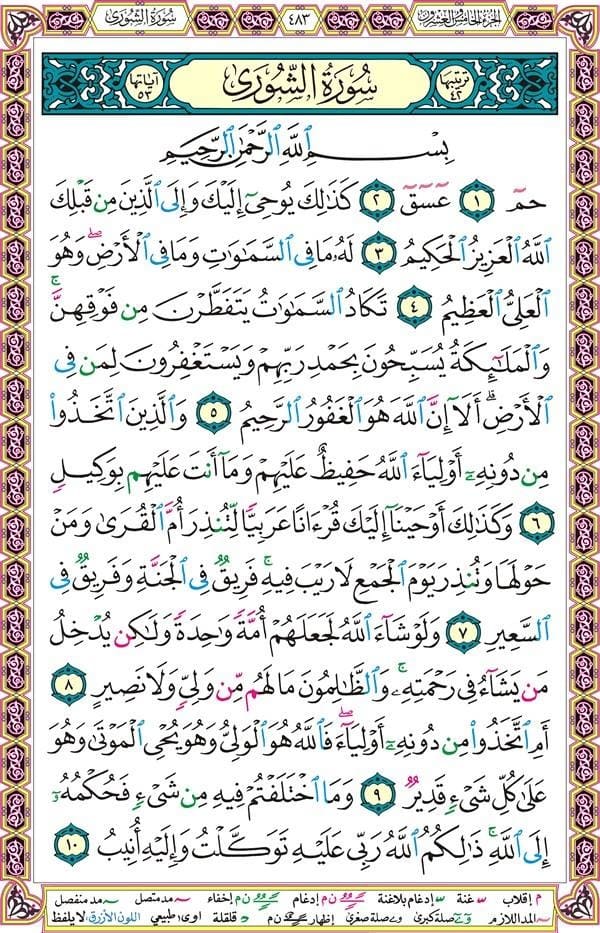 الجزء الخامس والعشرون
٤٨٣
سورة الشورى
ترتيبها ٤٢
سُورَةُ الشُّورَىٰ
آياتها ٥٣
بِسْمِ ٱللَّهِ ٱلرَّحْمَٰنِ ٱلرَّحِيمِ
حمٓ ١ عٓسٓقٓ ٢ كَذَٰلِكَ يُوحِىٓ إِلَيْكَ وَإِلَى ٱلَّذِينَ مِن قَبْلِكَ
ٱللَّهُ ٱلْعَزِيزُ ٱلْحَكِيمُ ٣ لَهُۥ مَا فِى ٱلسَّمَٰوَٰتِ وَمَا فِى ٱلْأَرْضِ ۖ وَهُوَ
ٱلْعَلِىُّ ٱلْعَظِيمُ ٤ تَكَادُ ٱلسَّمَٰوَٰتُ يَتَفَطَّرْنَ مِن فَوْقِهِنَّ ۚ
وَٱلْمَلَٰٓئِكَةُ يُسَبِّحُونَ بِحَمْدِ رَبِّهِمْ وَيَسْتَغْفِرُونَ لِمَن فِى
ٱلْأَرْضِ ۗ أَلَآ إِنَّ ٱللَّهَ هُوَ ٱلْغَفُورُ ٱلرَّحِيمُ ٥ وَٱلَّذِينَ ٱتَّخَذُوا۟
مِن دُونِهِۦٓ أَوْلِيَآءَ ٱللَّهُ حَفِيظٌ عَلَيْهِمْ وَمَآ أَنتَ عَلَيْهِم بِوَكِيلٍ
٦ وَكَذَٰلِكَ أَوْحَيْنَآ إِلَيْكَ قُرْءَانًا عَرَبِيًّا لِّتُنذِرَ أُمَّ ٱلْقُرَىٰ وَمَنْ
حَوْلَهَا وَتُنذِرَ يَوْمَ ٱلْجَمْعِ لَا رَيْبَ فِيهِ ۚ فَرِيقٌ فِى ٱلْجَنَّةِ وَفَرِيقٌ فِى
ٱلسَّعِيرِ ٧ وَلَوْ شَآءَ ٱللَّهُ لَجَعَلَهُمْ أُمَّةً وَٰحِدَةً وَلَٰكِن يُدْخِلُ
مَن يَشَآءُ فِى رَحْمَتِهِۦ ۚ وَٱلظَّٰلِمُونَ مَا لَهُم مِّن وَلِىٍّ وَلَا نَصِيرٍ ٨
أَمِ ٱتَّخَذُوا۟ مِن دُونِهِۦٓ أَوْلِيَآءَ ۖ فَٱللَّهُ هُوَ ٱلْوَلِىُّ وَهُوَ يُحْىِ ٱلْمَوْتَىٰ وَهُوَ
عَلَىٰ كُلِّ شَىْءٍ قَدِيرٌ ٩ وَمَا ٱخْتَلَفْتُمْ فِيهِ مِن شَىْءٍ فَحُكْمُهُۥٓ
إِلَى ٱللَّهِ ۚ ذَٰلِكُمُ ٱللَّهُ رَبِّى عَلَيْهِ تَوَكَّلْتُ وَإِلَيْهِ أُنِيبُ ١٠
م إقلاب غنة إدغام بلاغنة ن م إدغام ن م إخفاء مد متصل مد منفصل
المد اللازم صلة كبرى صلة صغرى إظهار ن م قلقلة اوى؛ طبيعي اللون الأزرق؛ لا يلفظ